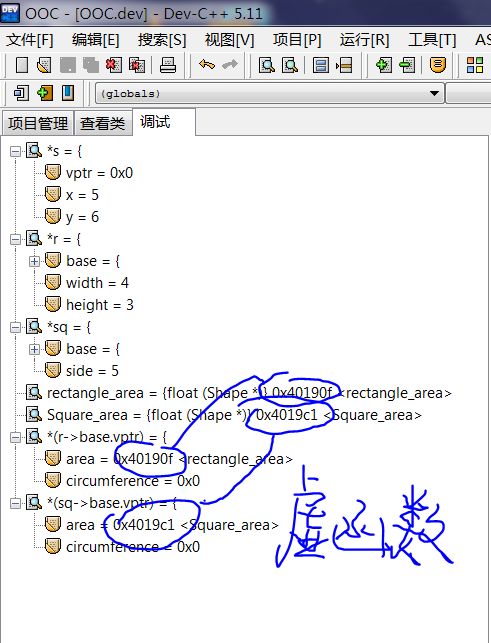 OOC - [OOC.dev] - Dev-C++ 5.11
文件[F] 编辑[E] 搜索[S] 视图[V] 项目[P] 运行[R] 工具[T] AS
(globals)
项目管理 查看类 调试
*s = {
vptr = 0x0
x = 5
y = 6
*r = {
base = {
width = 4
height = 3
*sq = {
base = {
side = 5
rectangle_area = {float (Shape *)} 0x40190f <rectangle_area>
Square_area = {float (Shape *)} 0x4019c1 <Square_area>
*(r->base.vptr) = {
area = 0x40190f <rectangle_area>
circumference = 0x0
*(sq->base.vptr) = {
area = 0x4019c1 <Square_area>
circumference = 0x0
虚函数